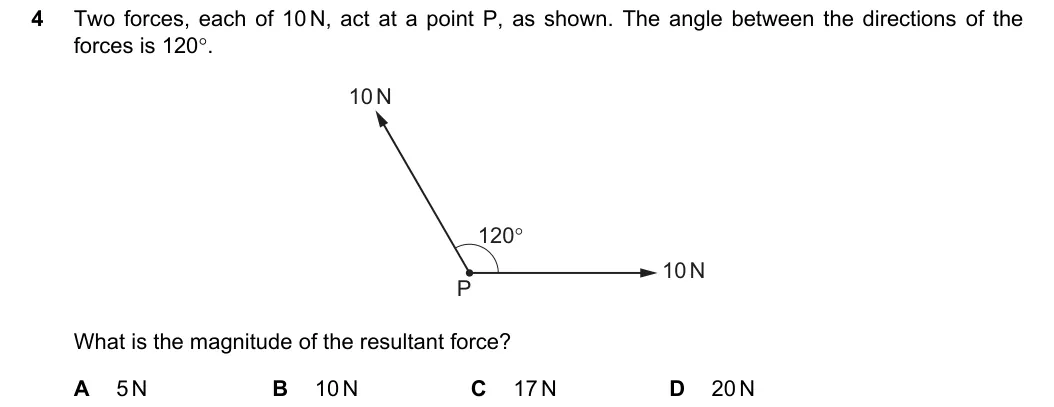 4 Two forces, each of 10 N, act at a point P, as shown. The angle between the directions of the
forces is 120°.
10 N
120°
10 N
P
What is the magnitude of the resultant force?
A 5 N B 10 N C 17 N D 20 N